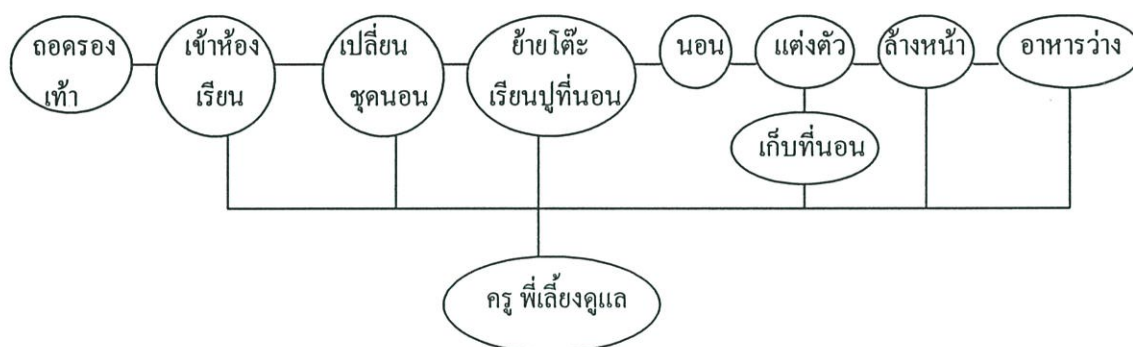 ถอครอง
เท้า
เข้าห้อง
เรียน
เปลี่ยน
ชุดนอน
ย้ายโต๊ะ
เรียนปูที่นอน
นอน
แต่งตัว
ล้างหน้า
อาหารว่าง
เก็บที่นอน
ครู พี่เลี้ยงดูแล